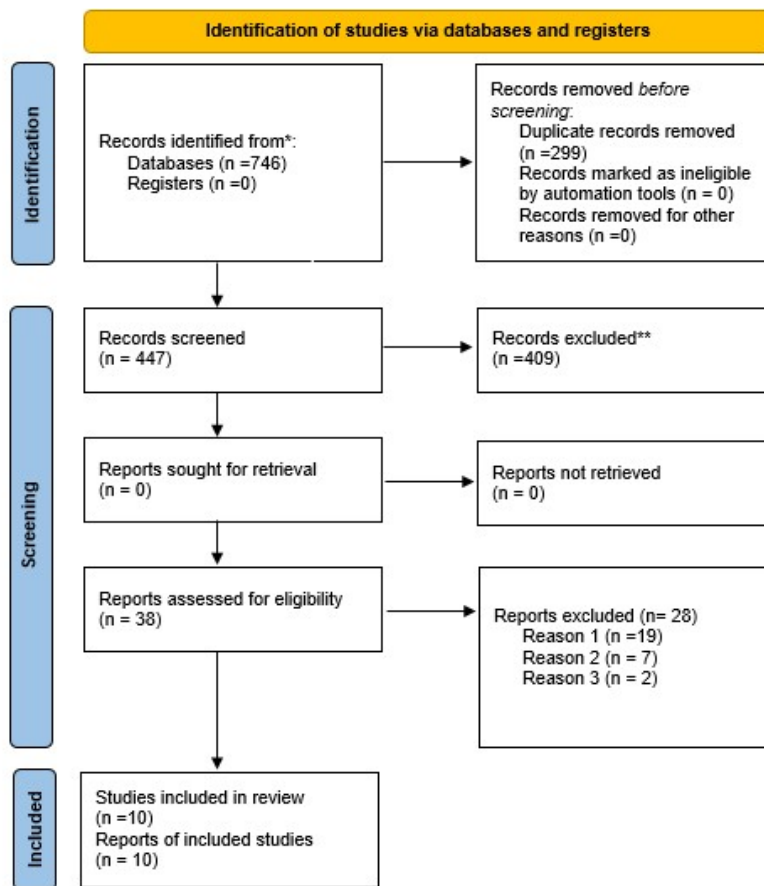 Identification of studies via databases and registers
Identification
Records identified from*:
Databases (n =746)
Registers (n =0)
Records removed before
screening:
Duplicate records removed
(n =299)
Records marked as ineligible
by automation tools (n = 0)
Records removed for other
reasons (n =0)
Screening
Records screened
(n = 447)
Records excluded**
(n =409)
Reports sought for retrieval
(n = 0)
Reports not retrieved
(n = 0)
Reports assessed for eligibility
(n = 38)
Reports excluded (n= 28)
Reason 1 (n =19)
Reason 2 (n = 7)
Reason 3 (n = 2)
Included
Studies included in review
(n =10)
Reports of included studies
(n = 10)